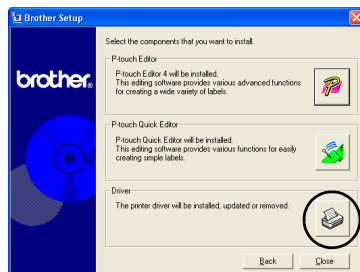 Brother Setup
Select the components that you want to install.
P-touch Editor
P-touch Editor 4 will be installed.
This editing software provides various advanced functions
for creating a wide variety of labels.
brother.
P-touch Quick Editor
P-touch Quick Editor will be installed.
This editing software provides various functions for easily
creating simple labels.
Driver
The printer driver will be installed, updated or removed.
Back
Close